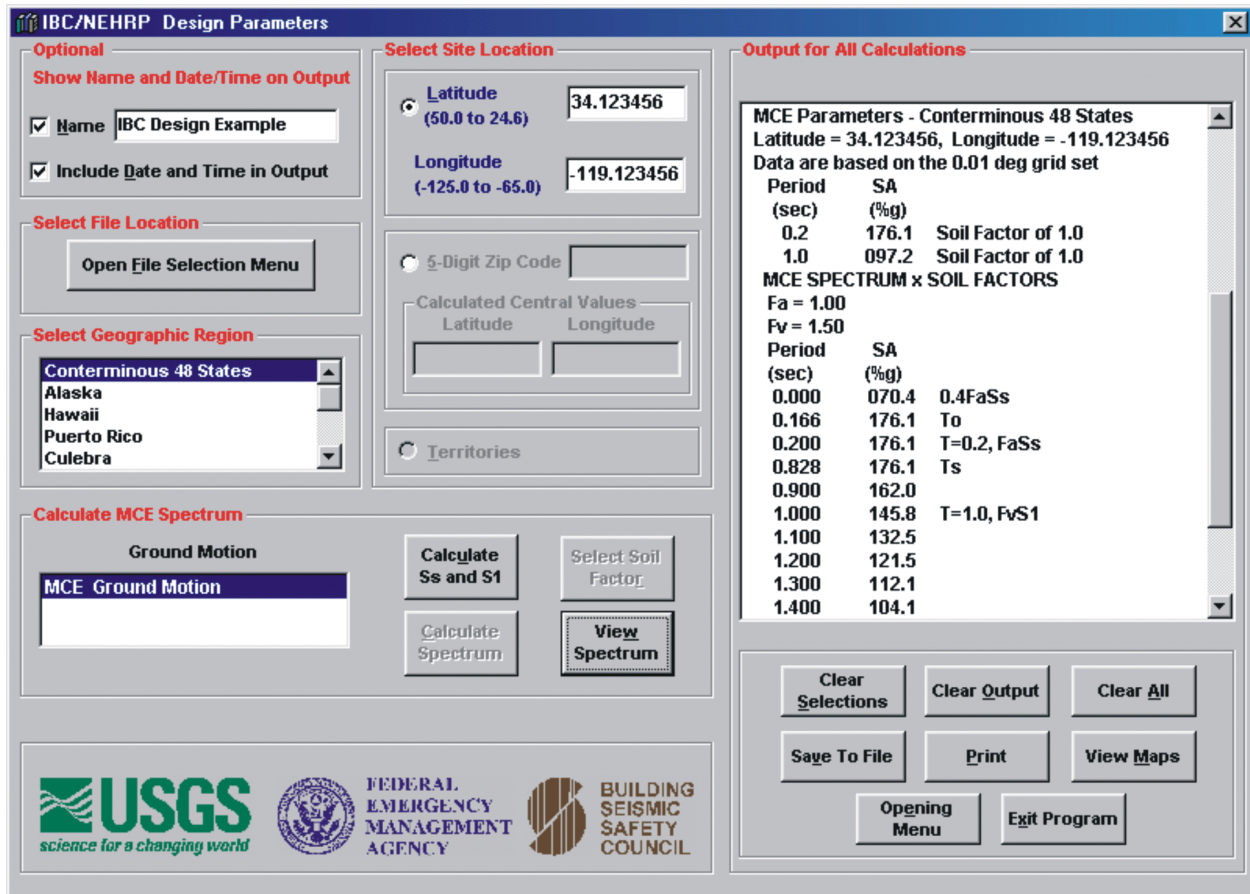 IBC/NEHRP Design Parameters
Optional
Show Name and Date/Time on Output
Name IBC Design Example
Include Date and Time in Output
Select File Location
Open File Selection Menu
Select Geographic Region
Conterminous 48 States
Alaska
Hawaii
Puerto Rico
Culebra
Select Site Location
Latitude
(50.0 to 24.6)
34.123456
Longitude
(-125.0 to -65.0)
-119.123456
5-Digit Zip Code
Calculated Central Values
Latitude Longitude
Territories
Calculate MCE Spectrum
Ground Motion
MCE Ground Motion
Calculate
Ss and S1
Select Soil
Factor
Calculate
Spectrum
View
Spectrum
USGS
science for a changing world
FEDERAL
EMERGENCY
MANAGEMENT
AGENCY
BUILDING
SEISMIC
SAFETY
COUNCIL
Output for All Calculations
MCE Parameters - Conterminous 48 States
Latitude = 34.123456, Longitude = -119.123456
Data are based on the 0.01 deg grid set
Period SA
(sec) (%g)
0.2 176.1 Soil Factor of 1.0
1.0 097.2 Soil Factor of 1.0
MCE SPECTRUM x SOIL FACTORS
Fa = 1.00
Fv = 1.50
Period SA
(sec) (%g)
0.000 070.4 0.4FaSs
0.166 176.1 To
0.200 176.1 T=0.2, FaSs
0.828 176.1 Ts
0.900 162.0
1.000 145.8 T=1.0, FvS1
1.100 132.5
1.200 121.5
1.300 112.1
1.400 104.1
Clear
Selections
Clear Output
Clear All
Save To File
Print
View Maps
Opening
Menu
Exit Program